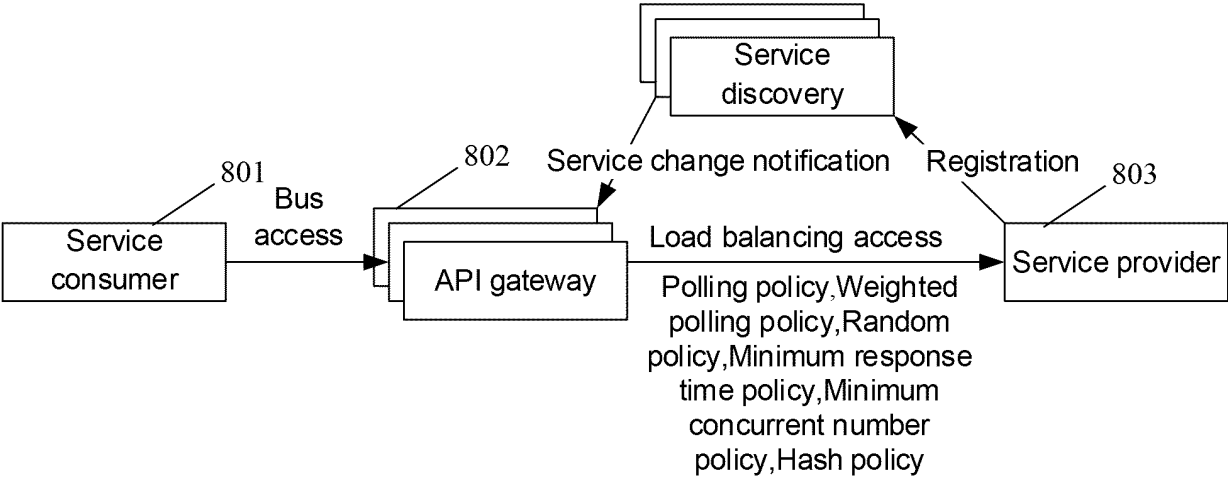 Service
discovery
Service change notification
Registration
801
802
803
Bus
access
Service
consumer
API gateway
Load balancing access
Service provider
Polling policy,Weighted
polling policy,Random
policy,Minimum response
time policy,Minimum
concurrent number
policy,Hash policy